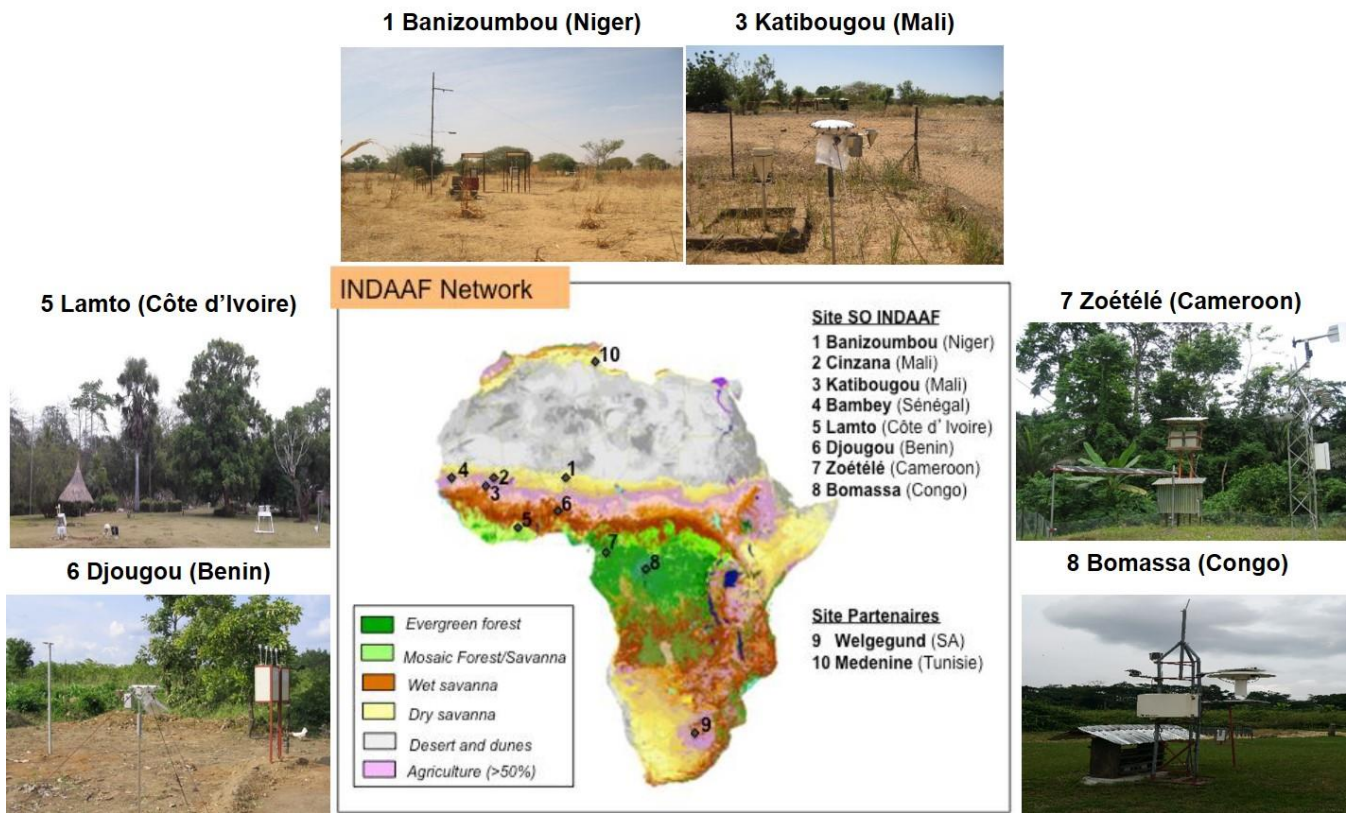 1 Banizoumbou (Niger)
3 Katibougou (Mali)
5 Lamto (Côte d’Ivoire)
6 Djougou (Benin)
INDAAF Network
10
4
2
1
3
6
5
7
8
9
Evergreen forest
Mosaic Forest/Savanna
Wet savanna
Dry savanna
Desert and dunes
Agriculture (>50%)
Site SO INDAAF
1 Banizoumbou (Niger)
2 Cinzana (Mali)
3 Katibougou (Mali)
4 Bambey (Sénégal)
5 Lamto (Côte d’ Ivoire)
6 Djougou (Benin)
7 Zoétélé (Cameroon)
8 Bomassa (Congo)
Site Partenaires
9 Welgegund (SA)
10 Medenine (Tunisie)
7 Zoétélé (Cameroon)
8 Bomassa (Congo)